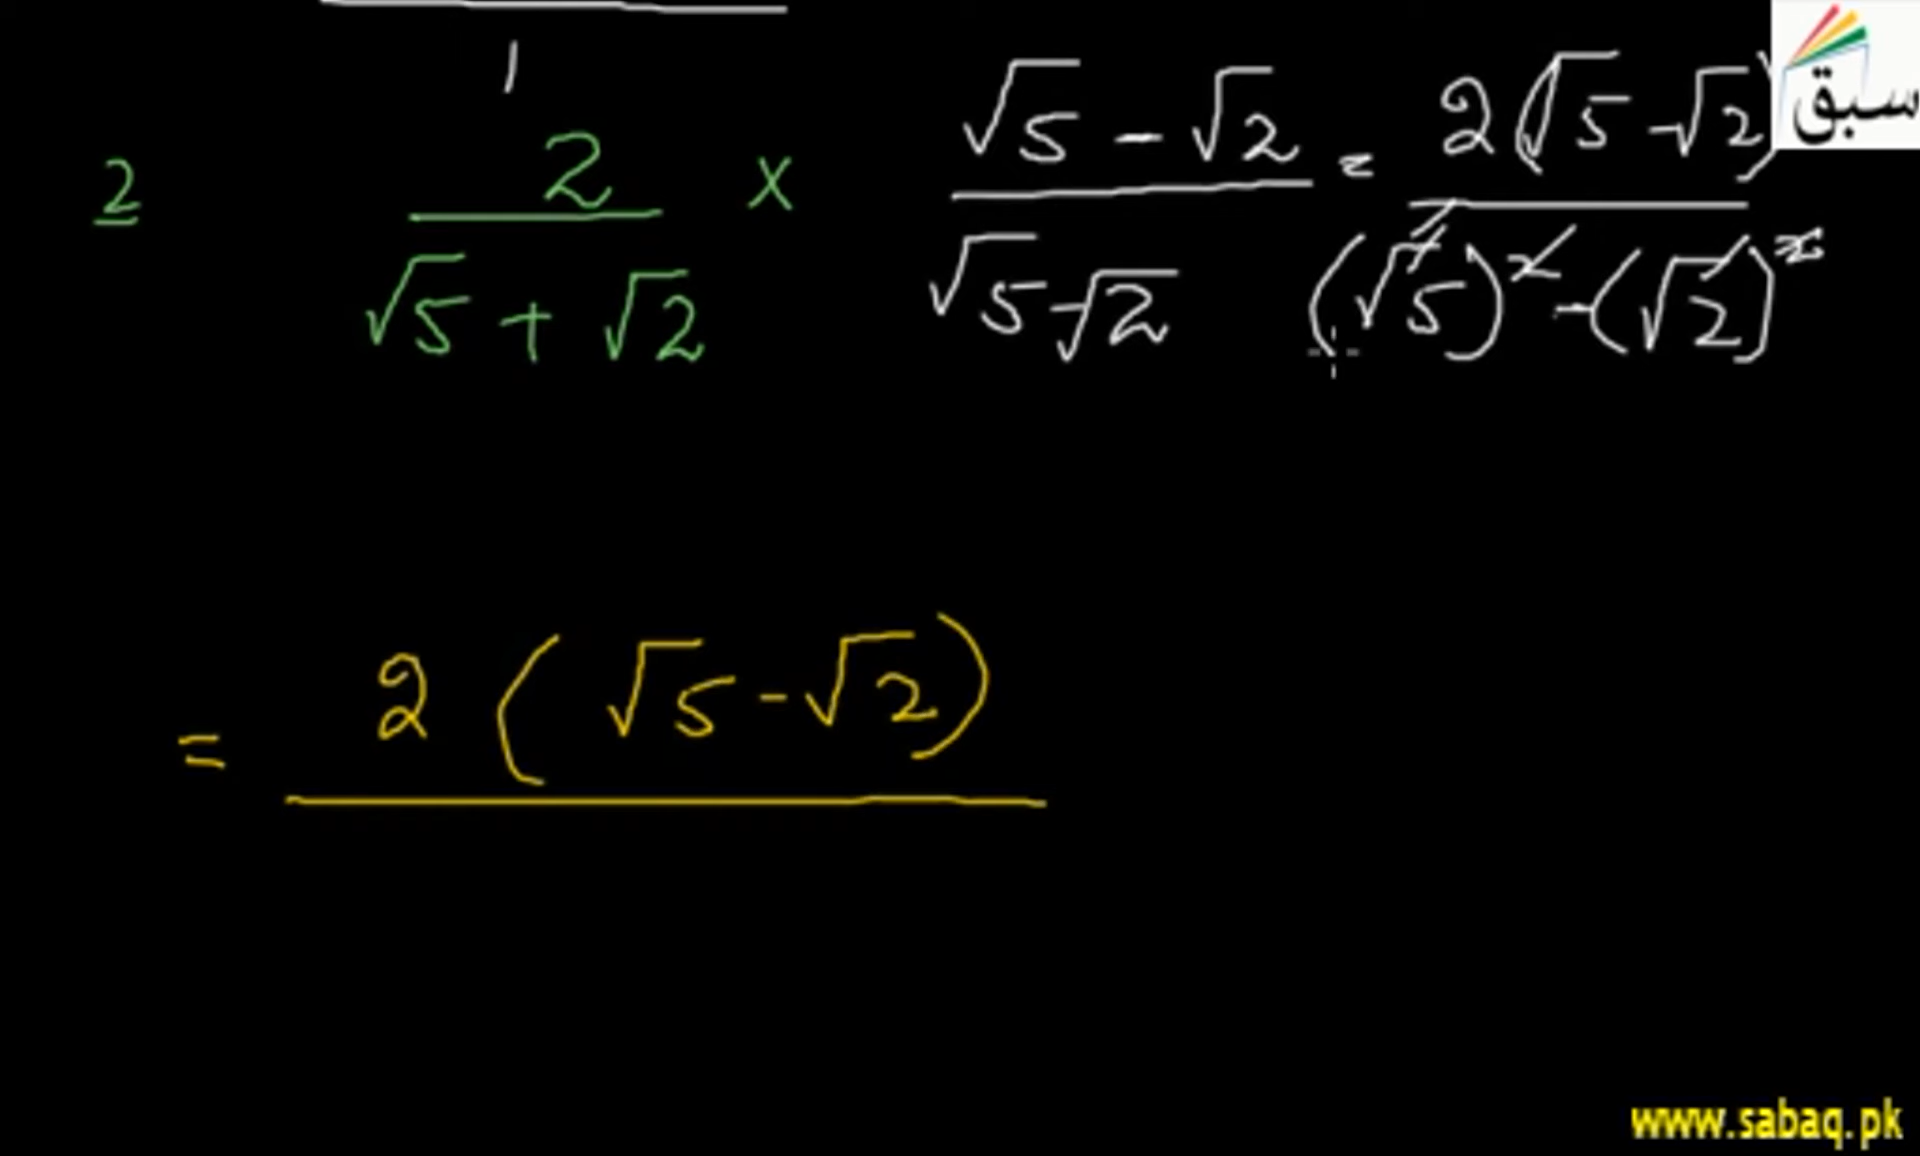 1
2 2 × √5 - √2 = 2(√5 - √2)
√5 + √2 √5 - √2 (√5)² - (√2)²
= 2 (√5 - √2)
سبق
www.sabaq.pk